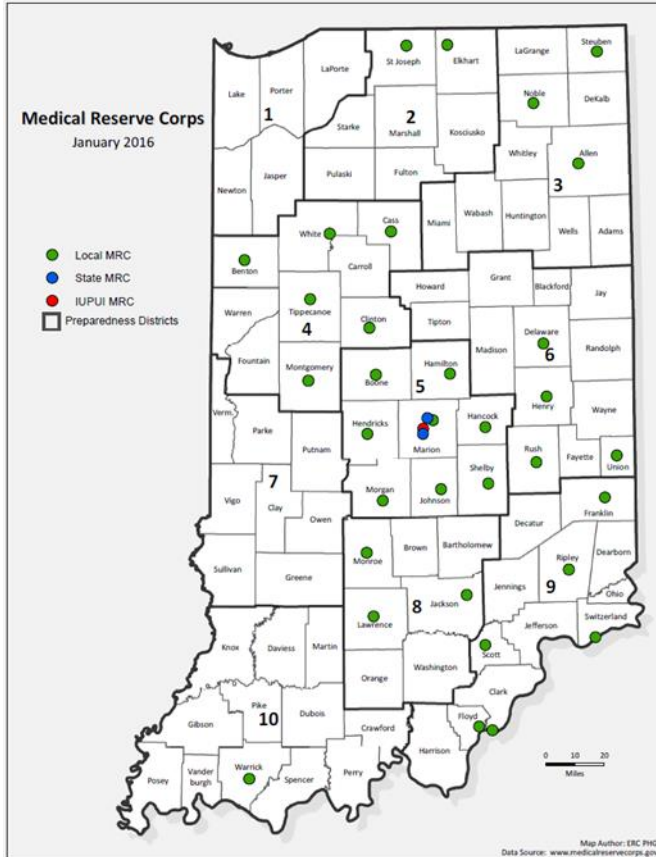 Medical Reserve Corps
January 2016
Local MRC
State MRC
IUPUI MRC
Preparedness Districts
Lake
Porter
LaPorte
1
Newton
Jasper
St Joseph
Elkhart
Starke
2
Marshall
Kosciusko
Pulaski
Fulton
LaGrange
Steuben
Noble
DeKalb
Whitley
Allen
3
Miami
Wabash
Huntington
Wells
Adams
White
Cass
Carroll
Benton
Warren
Tippecanoe
4
Clinton
Fountain
Montgomery
Howard
Tipton
Grant
Blackford
Jay
Madison
Delaware
6
Randolph
Henry
Wayne
Rush
Fayette
Union
Boone
Hamilton
5
Hendricks
Marion
Hancock
Morgan
Johnson
Shelby
Verm.
Parke
Putnam
7
Vigo
Clay
Owen
Sullivan
Greene
Monroe
Brown
Bartholomew
8
Jackson
Lawrence
Orange
Washington
Decatur
Franklin
Ripley
Dearborn
Jennings
9
Ohio
Jefferson
Switzerland
Scott
Clark
Floyd
Harrison
Knox
Daviess
Martin
Pike
10
Dubois
Gibson
Crawford
Posey
Vander
burgh
Warrick
Spencer
Perry
0 10 20
Miles
Map Author: ERC PHG
Data Source: www.medicalreservecorps.gov